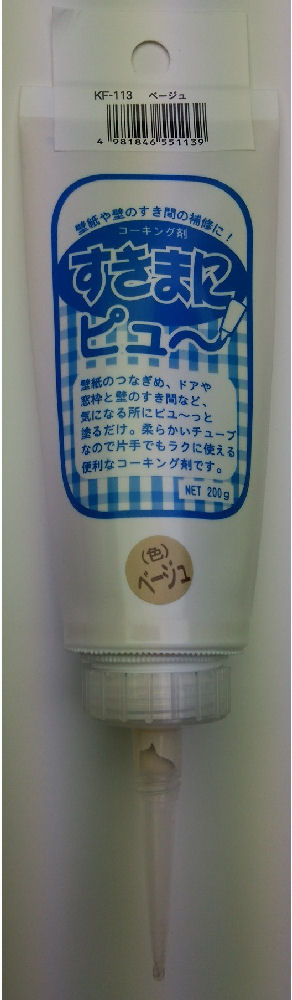 KF-113 ベージュ
4 981846 551139
壁紙や壁のすき間の補修に！
コーキング剤
すきまに
ピュ〜
壁紙のつなぎめ、ドアや
窓枠と壁のすき間など、
気になる所にピュ〜っと
塗るだけ。柔らかいチューブ
なので片手でもラクに使える
便利なコーキング剤です。
NET 200g
(色)
ベージュ